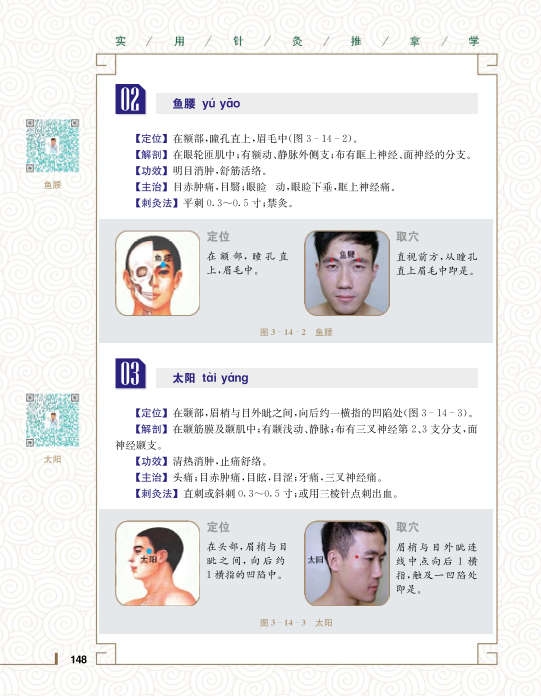 实 / 用 / 针 / 灸 / 推 / 拿 / 学
02 鱼腰 yú yāo
【定位】在额部,瞳孔直上,眉毛中(图 3-14-2)。
【解剖】在眼轮匝肌中;有额动、静脉外侧支;布有眶上神经、面神经的分支。
【功效】明目消肿,舒筋活络。
【主治】目赤肿痛,目翳;眼睑 动,眼睑下垂,眶上神经痛。
【刺灸法】平刺 0.3～0.5 寸;禁灸。
鱼腰
定位
在额部,瞳孔直
上,眉毛中。
鱼腰
鱼腰
取穴
直视前方,从瞳孔
直上眉毛中即是。
图 3-14-2 鱼腰
03 太阳 tài yáng
【定位】在颞部,眉梢与目外眦之间,向后约一横指的凹陷处(图 3-14-3)。
【解剖】在颞筋膜及颞肌中;有颞浅动、静脉;布有三叉神经第 2、3 支分支,面
神经颞支。
【功效】清热消肿,止痛舒络。
【主治】头痛;目赤肿痛,目眩,目涩;牙痛,三叉神经痛。
【刺灸法】直刺或斜刺 0.3～0.5 寸;或用三棱针点刺出血。
太阳
定位
在头部,眉梢与目
眦之间,向后约
1 横指的凹陷中。
太阳
太阳
取穴
眉梢与目外眦连
线中点向后 1 横
指,触及一凹陷处
即是。
图 3-14-3 太阳
148